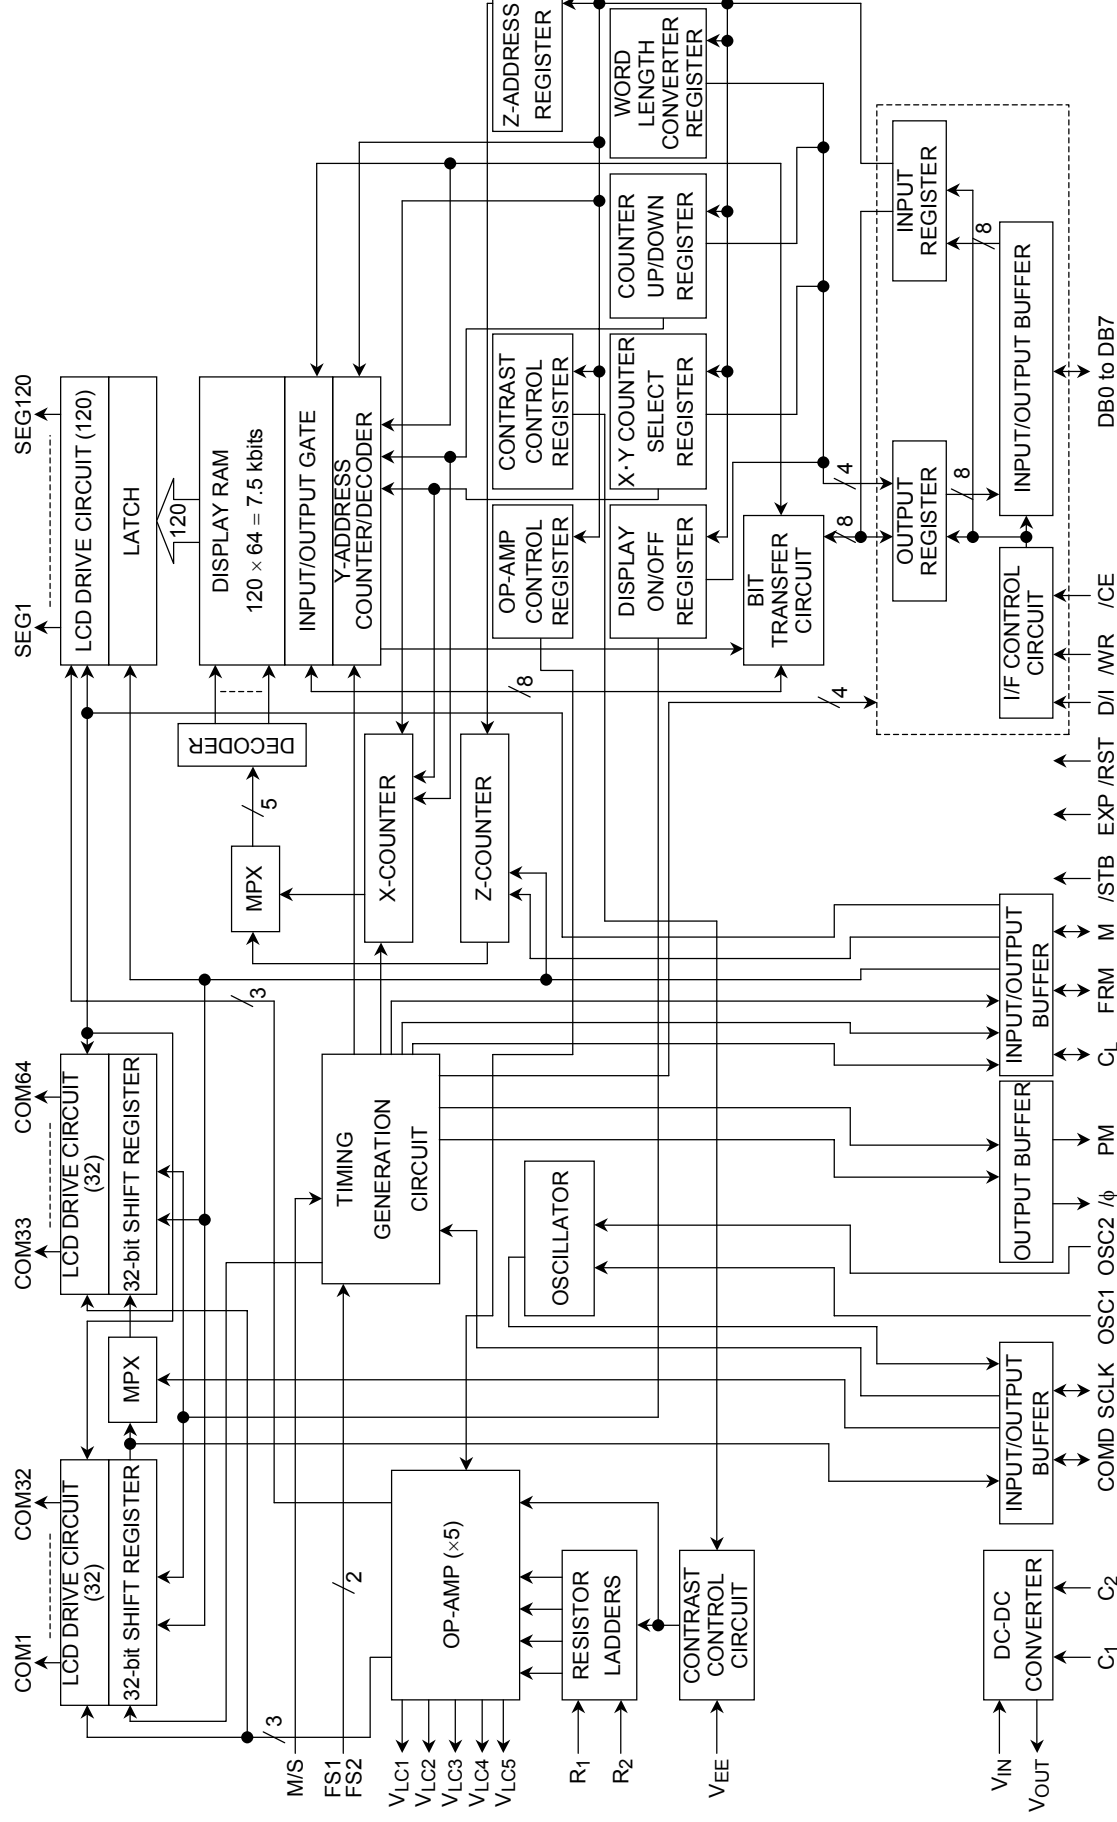 COM1
COM32
COM33
COM64
SEG1
SEG120
LCD DRIVE CIRCUIT
(32)
32-bit SHIFT REGISTER
MPX
LCD DRIVE CIRCUIT
(32)
32-bit SHIFT REGISTER
LCD DRIVE CIRCUIT (120)
LATCH
120
3
3
DECODER
5
MPX
DISPLAY RAM
120 × 64 = 7.5 kbits
INPUT/OUTPUT GATE
Y-ADDRESS
COUNTER/DECODER
M/S
FS1
FS2
2
TIMING
GENERATION
CIRCUIT
X-COUNTER
Z-COUNTER
VLC1
VLC2
VLC3
VLC4
VLC5
OP-AMP (×5)
OP-AMP
CONTROL
REGISTER
CONTRAST
CONTROL
REGISTER
Z-ADDRESS
REGISTER
8
R1
R2
RESISTOR
LADDERS
OSCILLATOR
DISPLAY
ON/OFF
REGISTER
X·Y COUNTER
SELECT
REGISTER
COUNTER
UP/DOWN
REGISTER
WORD
LENGTH
CONVERTER
REGISTER
VEE
CONTRAST
CONTROL
CIRCUIT
BIT
TRANSFER
CIRCUIT
4
8
4
OUTPUT
REGISTER
INPUT
REGISTER
8
8
VIN
VOUT
DC-DC
CONVERTER
INPUT/OUTPUT
BUFFER
OUTPUT BUFFER
INPUT/OUTPUT
BUFFER
I/F CONTROL
CIRCUIT
INPUT/OUTPUT BUFFER
C1
C2
COMD
SCLK
OSC1
OSC2
/ϕ
PM
CL
FRM
M
/STB
EXP
/RST
D/I
/WR
/CE
DB0 to DB7